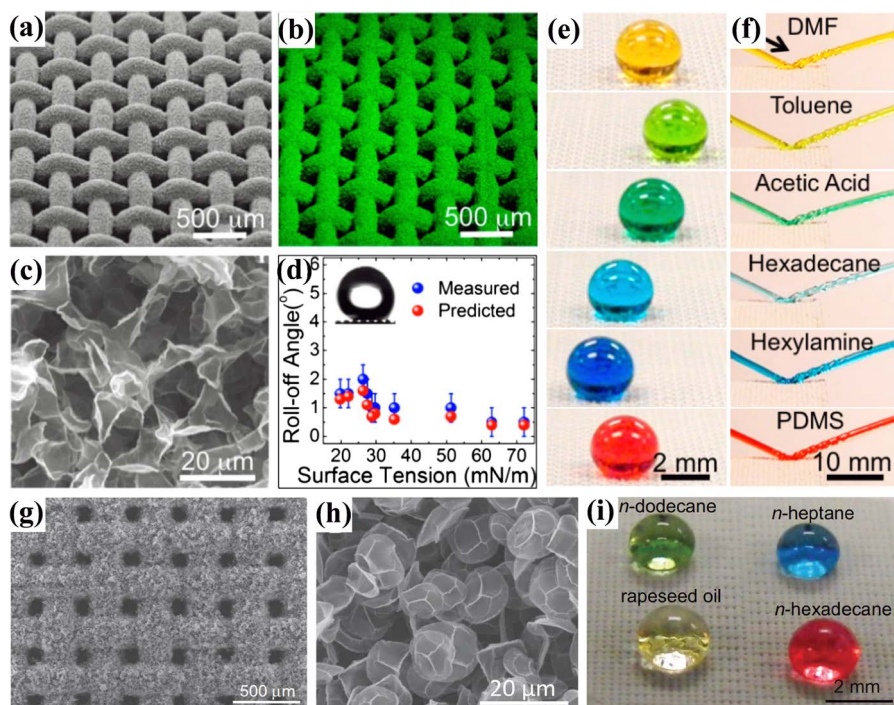 (a)
500 μm
(b)
500 μm
(c)
20 μm
(d)
6
5
4
3
2
1
0
Roll-off Angle(°)
Measured
Predicted
20 30 40 50 60 70
Surface Tension (mN/m)
(e)
2 mm
(f)
DMF
Toluene
Acetic Acid
Hexadecane
Hexylamine
PDMS
10 mm
(g)
500 μm
(h)
20 μm
(i)
n-dodecane
n-heptane
rapeseed oil
n-hexadecane
2 mm